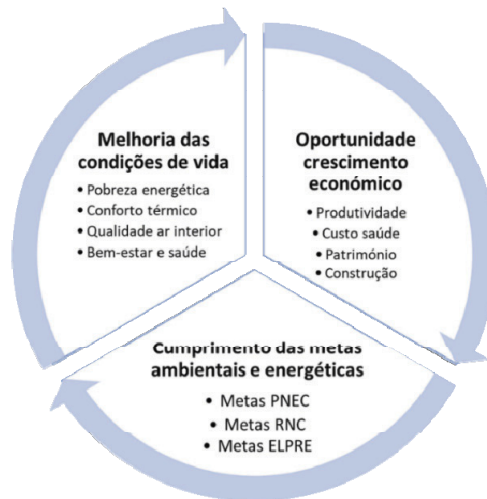 Melhoria das
condições de vida
• Pobreza energética
• Conforto térmico
• Qualidade ar interior
• Bem-estar e saúde
Oportunidade
crescimento
económico
• Produtividade
• Custo saúde
• Património
• Construção
Cumprimento das metas
ambientais e energéticas
• Metas PNEC
• Metas RNC
• Metas ELPRE